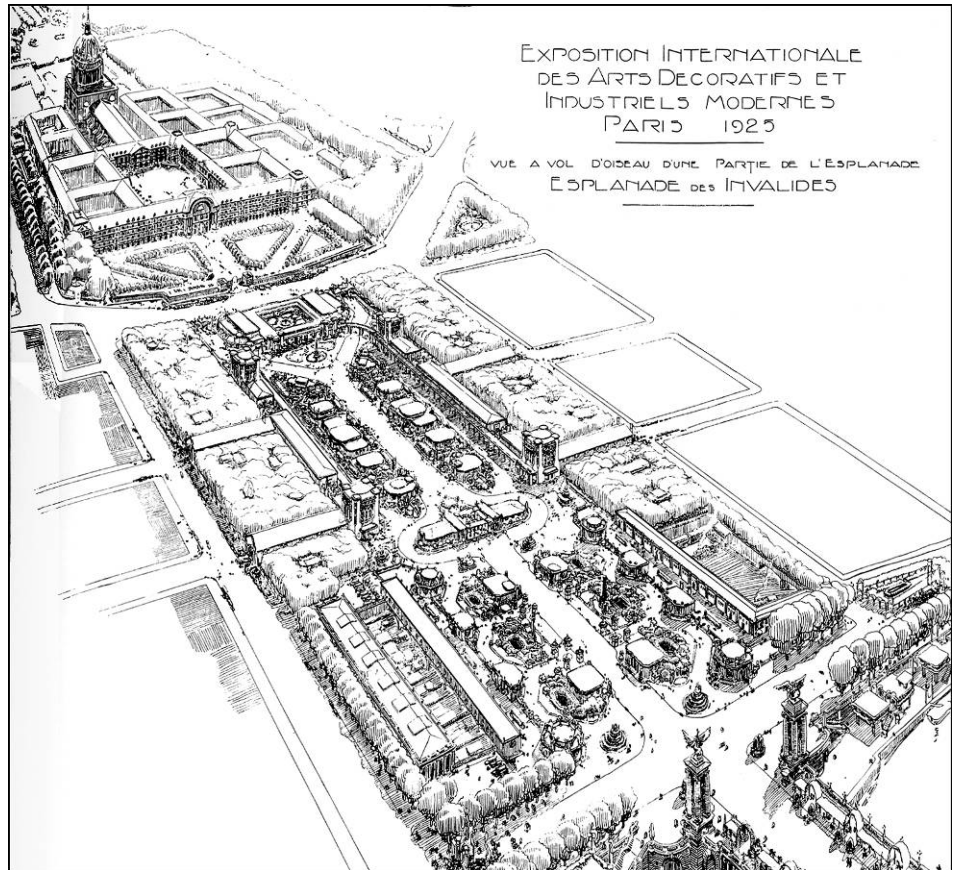 EXPOSITION INTERNATIONALE
DES ARTS DECORATIFS ET
INDUSTRIELS MODERNES
PARIS 1925
VUE A VOL D'OISEAU D'UNE PARTIE DE L'ESPLANADE
ESPLANADE DES INVALIDES